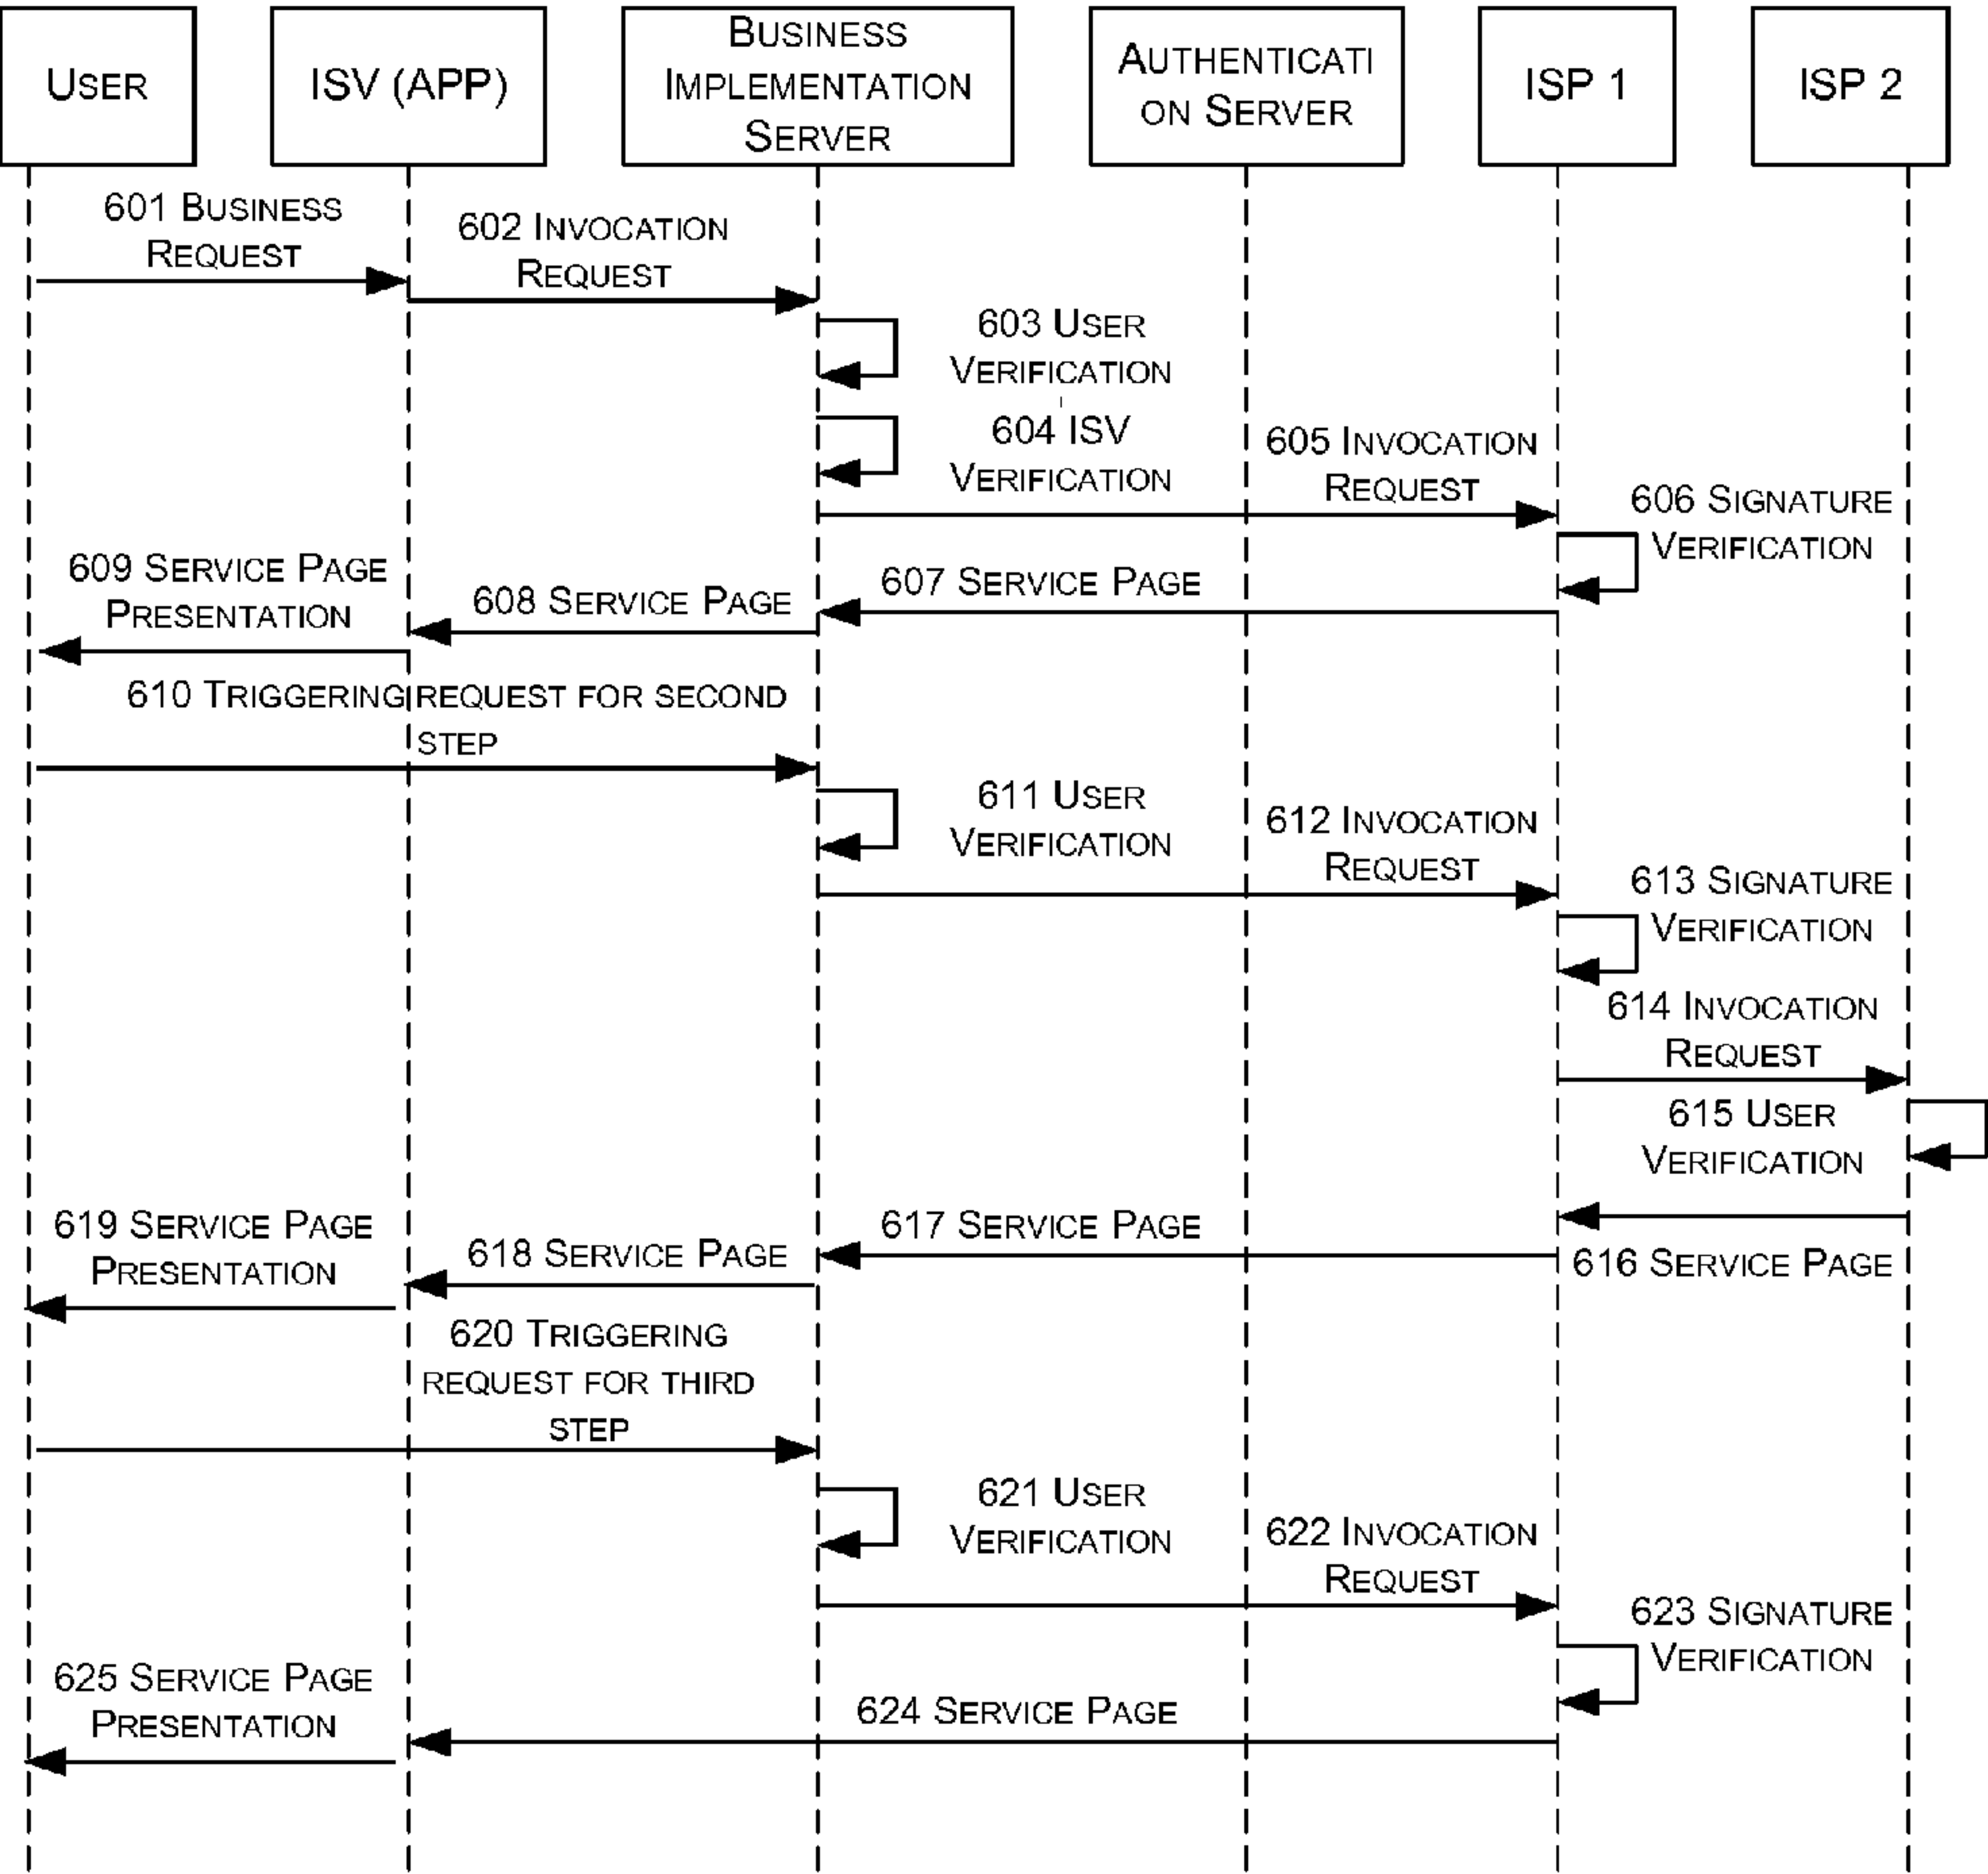 USER
ISV (APP)
BUSINESS
IMPLEMENTATION
SERVER
AUTHENTICATI
ON SERVER
ISP 1
ISP 2
601 BUSINESS
REQUEST
602 INVOCATION
REQUEST
603 USER
VERIFICATION
604 ISV
VERIFICATION
605 INVOCATION
REQUEST
606 SIGNATURE
VERIFICATION
607 SERVICE PAGE
608 SERVICE PAGE
609 SERVICE PAGE
PRESENTATION
610 TRIGGERING REQUEST FOR SECOND
STEP
611 USER
VERIFICATION
612 INVOCATION
REQUEST
613 SIGNATURE
VERIFICATION
614 INVOCATION
REQUEST
615 USER
VERIFICATION
616 SERVICE PAGE
617 SERVICE PAGE
618 SERVICE PAGE
619 SERVICE PAGE
PRESENTATION
620 TRIGGERING
REQUEST FOR THIRD
STEP
621 USER
VERIFICATION
622 INVOCATION
REQUEST
623 SIGNATURE
VERIFICATION
624 SERVICE PAGE
625 SERVICE PAGE
PRESENTATION